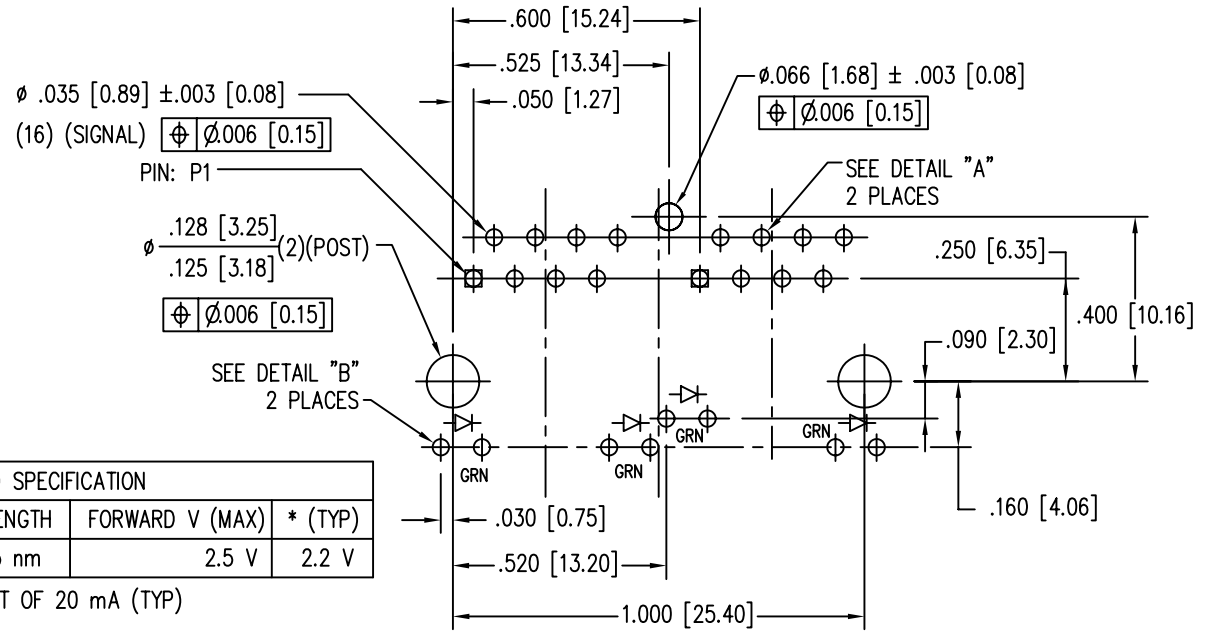 .600 [15.24]
.525 [13.34]
.050 [1.27]
ø .035 [0.89] ±.003 [0.08]
(16) (SIGNAL) ⌖ Ø.006 [0.15]
PIN: P1
ø.066 [1.68] ± .003 [0.08]
⌖ Ø.006 [0.15]
SEE DETAIL "A"
2 PLACES
ø .128 [3.25]
.125 [3.18] (2)(POST)
⌖ Ø.006 [0.15]
.250 [6.35]
.400 [10.16]
.090 [2.30]
SEE DETAIL "B"
2 PLACES
GRN
GRN
GRN
GRN
.160 [4.06]
SPECIFICATION
ENGTH FORWARD V (MAX) * (TYP)
nm 2.5 V 2.2 V
T OF 20 mA (TYP)
.030 [0.75]
.520 [13.20]
1.000 [25.40]